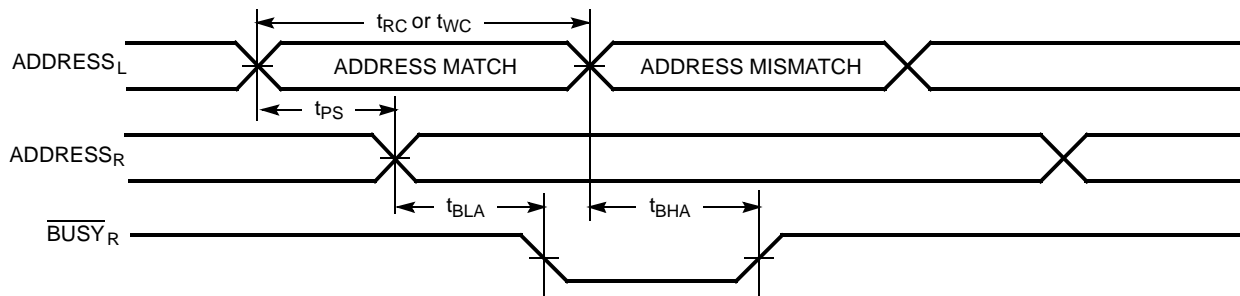 tRC or tWC
ADDRESSL ADDRESS MATCH ADDRESS MISMATCH
tPS
ADDRESSR
tBLA tBHA
BUSYR